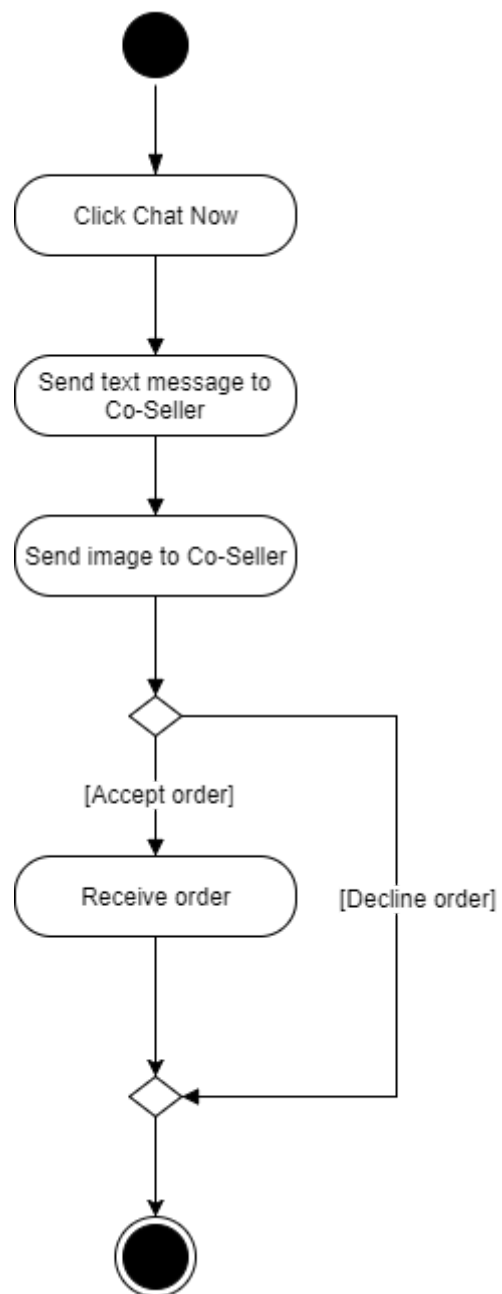 Click Chat Now
Send text message to
Co-Seller
Send image to Co-Seller
[Accept order]
Receive order
[Decline order]